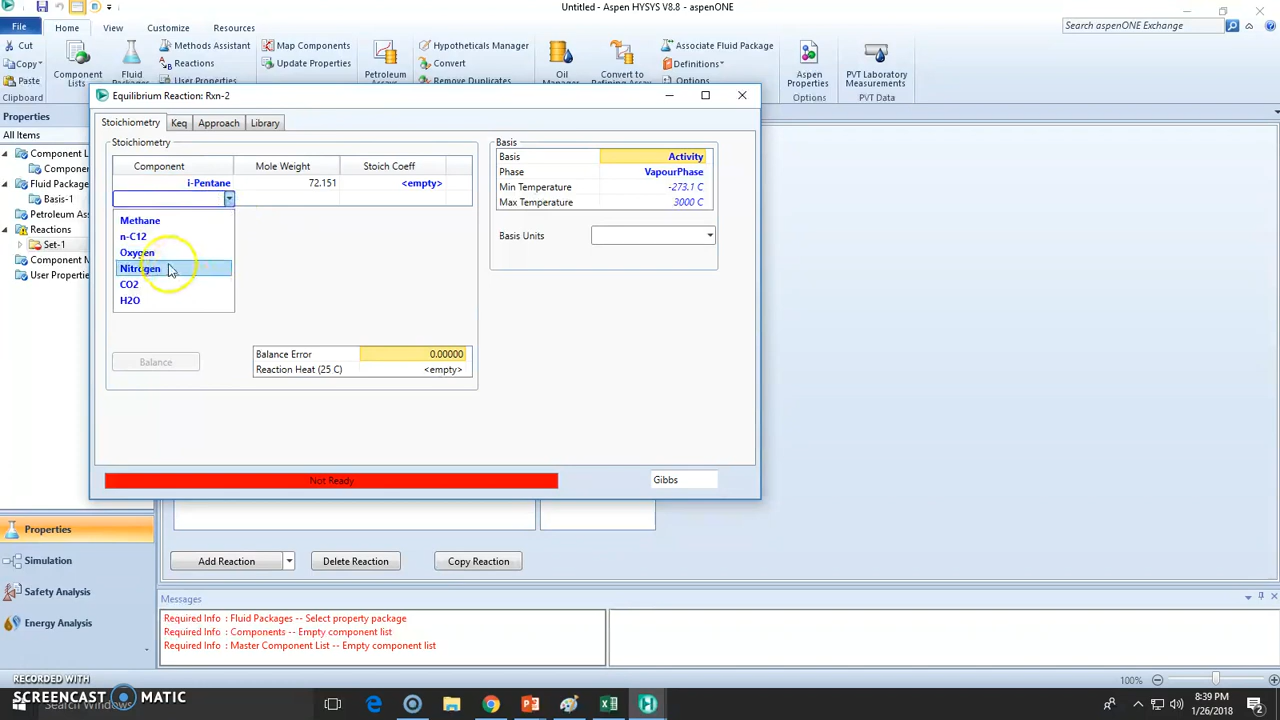 Untitled - Aspen HYSYS V8.8 - aspenONE
File
Home
View
Customize
Resources
Search aspenONE Exchange
Cut
Copy
Paste
Clipboard
Component Lists
Fluid
Methods Assistant
Reactions
User Properties
Map Components
Update Properties
Petroleum Assays
Hypotheticals Manager
Convert
Remove Duplicates
Oil Manager
Convert to
Associate Fluid Package
Definitions
Options
Aspen Properties
Options
PVT Laboratory Measurements
PVT Data
Properties
All Items
Component L
Compone
Fluid Package
Basis-1
Petroleum Ass
Reactions
Set-1
Component M
User Properti
Equilibrium Reaction: Rxn-2
Stoichiometry
Keq
Approach
Library
Stoichiometry
Component
Mole Weight
Stoich Coeff
i-Pentane
72.151
<empty>
Methane
n-C12
Oxygen
Nitrogen
CO2
H2O
Balance
Balance Error
0.00000
Reaction Heat (25 C)
<empty>
Basis
Basis
Activity
Phase
VapourPhase
Min Temperature
-273.1 C
Max Temperature
3000 C
Basis Units
Not Ready
Gibbs
Add Reaction
Delete Reaction
Copy Reaction
Properties
Simulation
Safety Analysis
Energy Analysis
Messages
Required Info : Fluid Packages -- Select property package
Required Info : Components -- Empty component list
Required Info : Master Component List -- Empty component list
100%
RECORDED WITH
SCREENCAST MATIC
Search Windows
8:39 PM
1/26/2018